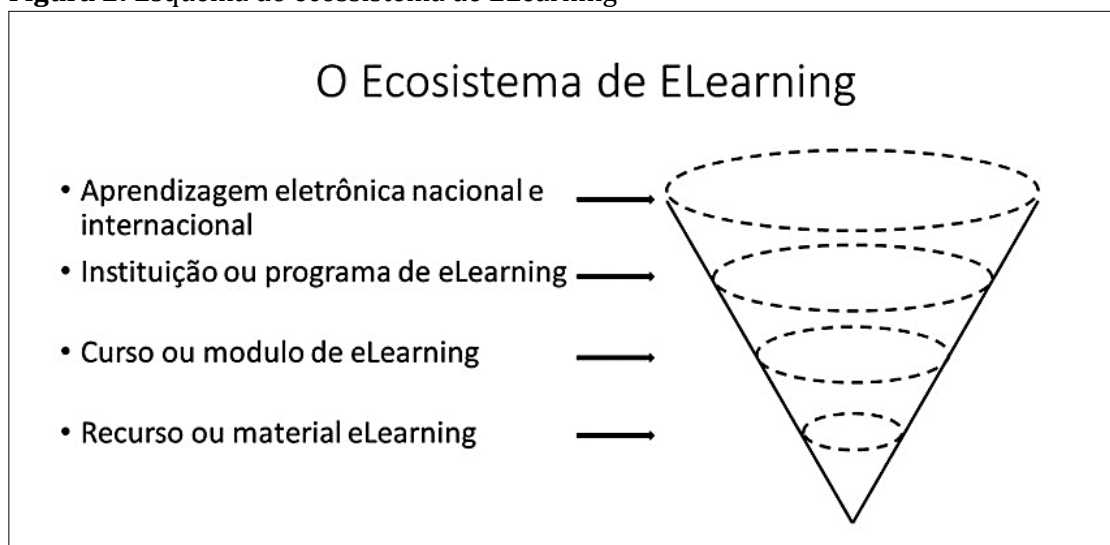 O Ecosistema de ELearning
• Aprendizagem eletrônica nacional e
internacional
• Instituição ou programa de eLearning
• Curso ou modulo de eLearning
• Recurso ou material eLearning